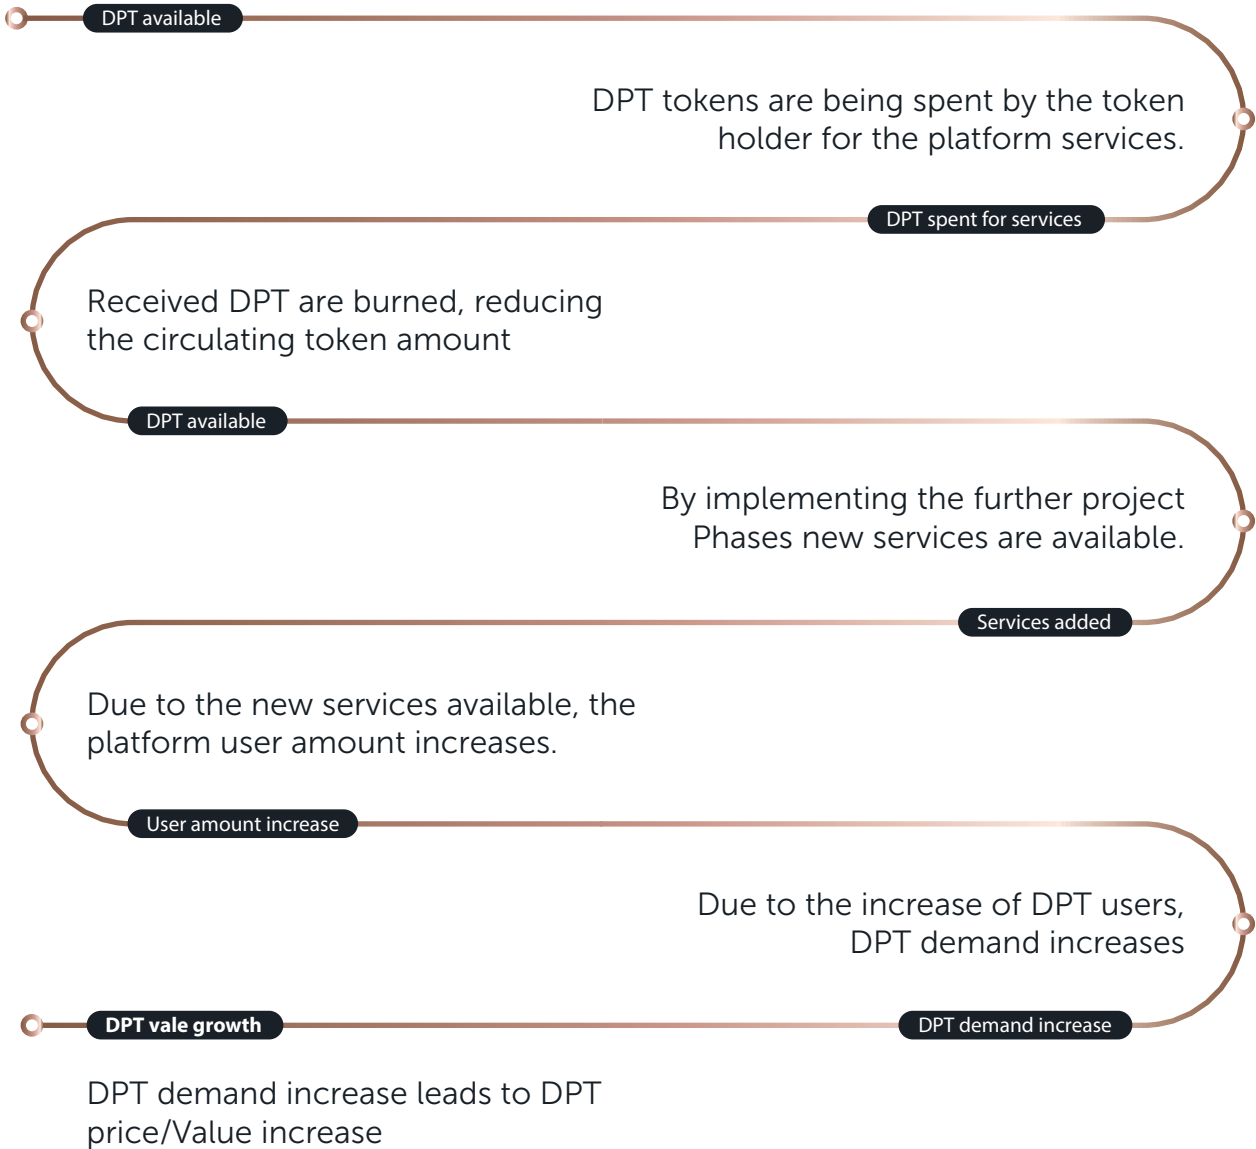 DPT available
DPT tokens are being spent by the token
holder for the platform services.
DPT spent for services
Received DPT are burned, reducing
the circulating token amount
DPT available
By implementing the further project
Phases new services are available.
Services added
Due to the new services available, the
platform user amount increases.
User amount increase
Due to the increase of DPT users,
DPT demand increases
DPT demand increase
DPT vale growth
DPT demand increase leads to DPT
price/Value increase